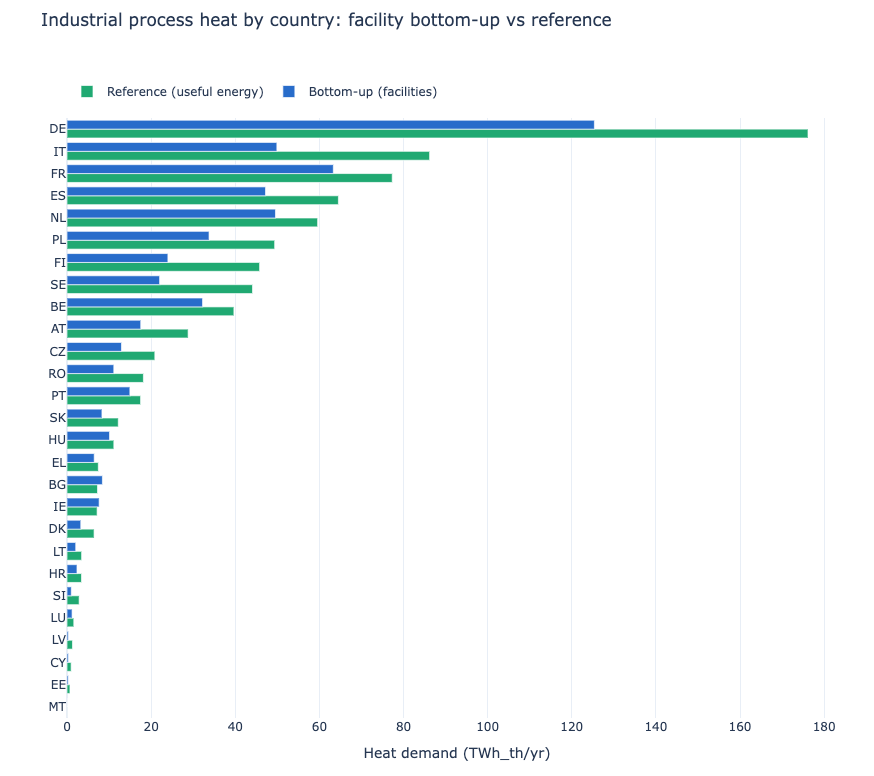 Industrial process heat by country: facility bottom-up vs reference
Reference (useful energy) Bottom-up (facilities)
DE
IT
FR
ES
NL
PL
FI
SE
BE
AT
CZ
RO
PT
SK
HU
EL
BG
IE
DK
LT
HR
SI
LU
LV
CY
EE
MT
0 20 40 60 80 100 120 140 160 180
Heat demand (TWh_th/yr)